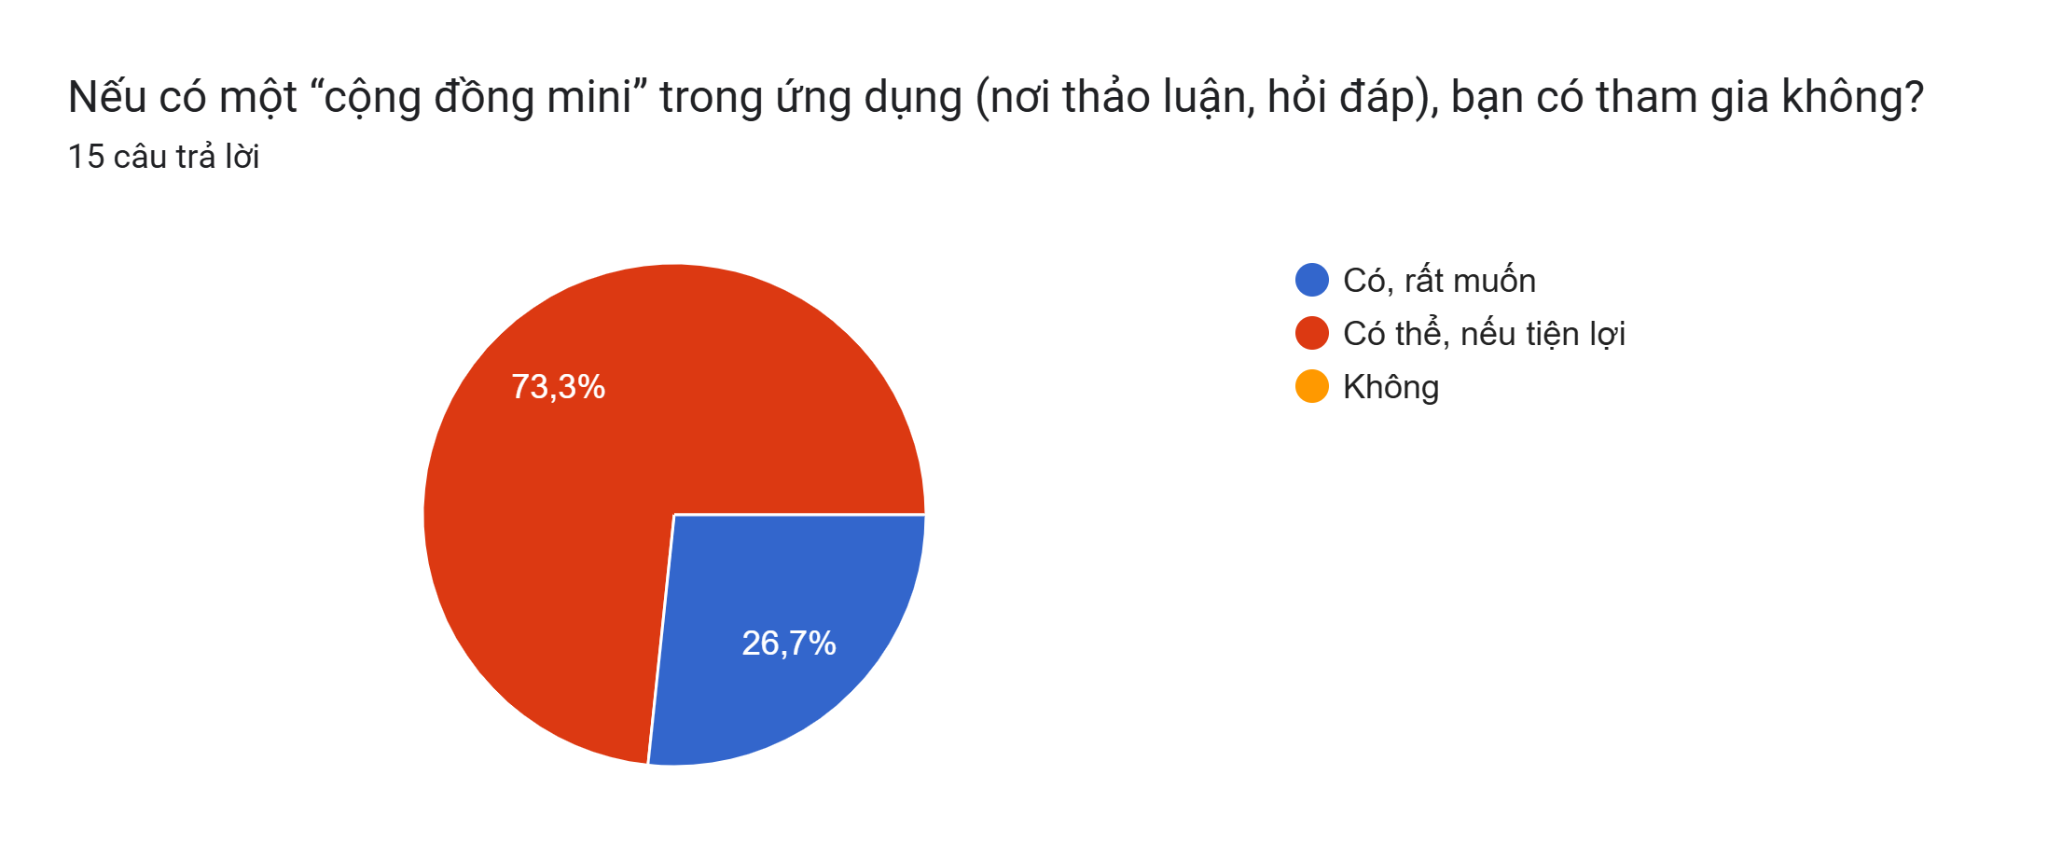 Nếu có một “cộng đồng mini” trong ứng dụng (nơi thảo luận, hỏi đáp), bạn có tham gia không?
15 câu trả lời
Có, rất muốn
Có thể, nếu tiện lợi
Không
73,3%
26,7%